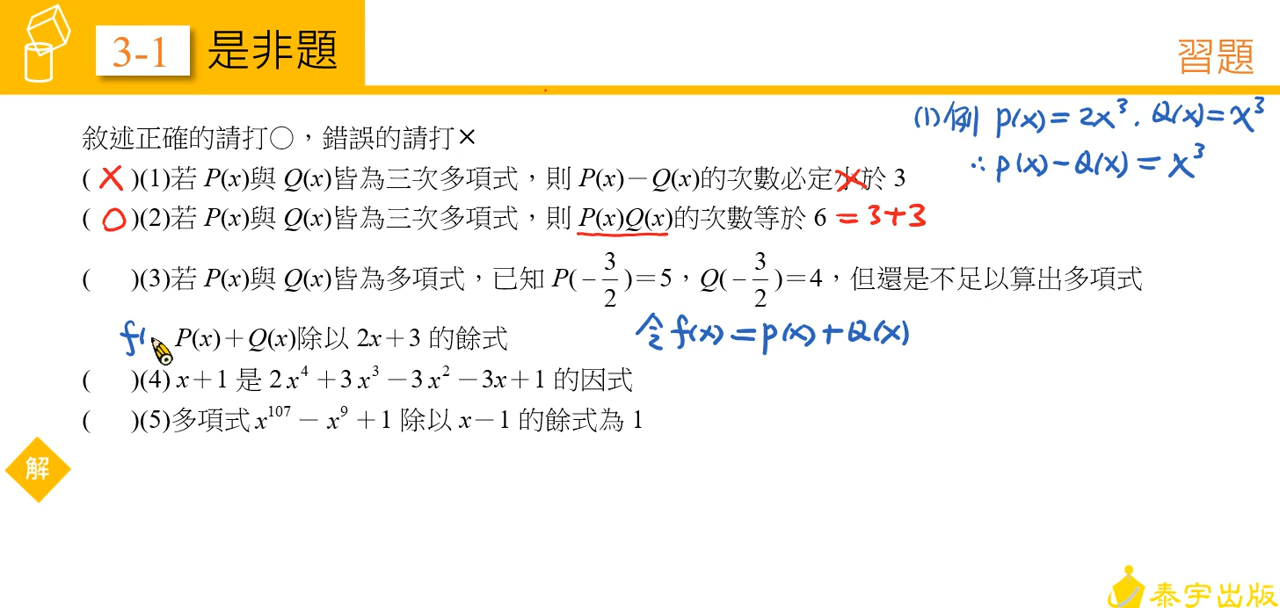 3-1 是非題
習題
敘述正確的請打○，錯誤的請打×
(1)例 P(x)=2x³. Q(x)=x³
∴P(x)-Q(x)=x³
( X )(1)若 P(x)與 Q(x)皆為三次多項式，則 P(x)－Q(x)的次數必定小於 3
( O )(2)若 P(x)與 Q(x)皆為三次多項式，則 P(x)Q(x)的次數等於 6 =3+3
( )(3)若 P(x)與 Q(x)皆為多項式，已知 P(－3/2)＝5，Q(－3/2)＝4，但還是不足以算出多項式
f( P(x)＋Q(x)除以 2x＋3 的餘式 令f(x)=P(x)+Q(x)
( )(4) x＋1 是 2x⁴＋3x³－3x²－3x＋1 的因式
( )(5)多項式 x¹⁰⁷－x⁹＋1 除以 x－1 的餘式為 1
解
泰宇出版